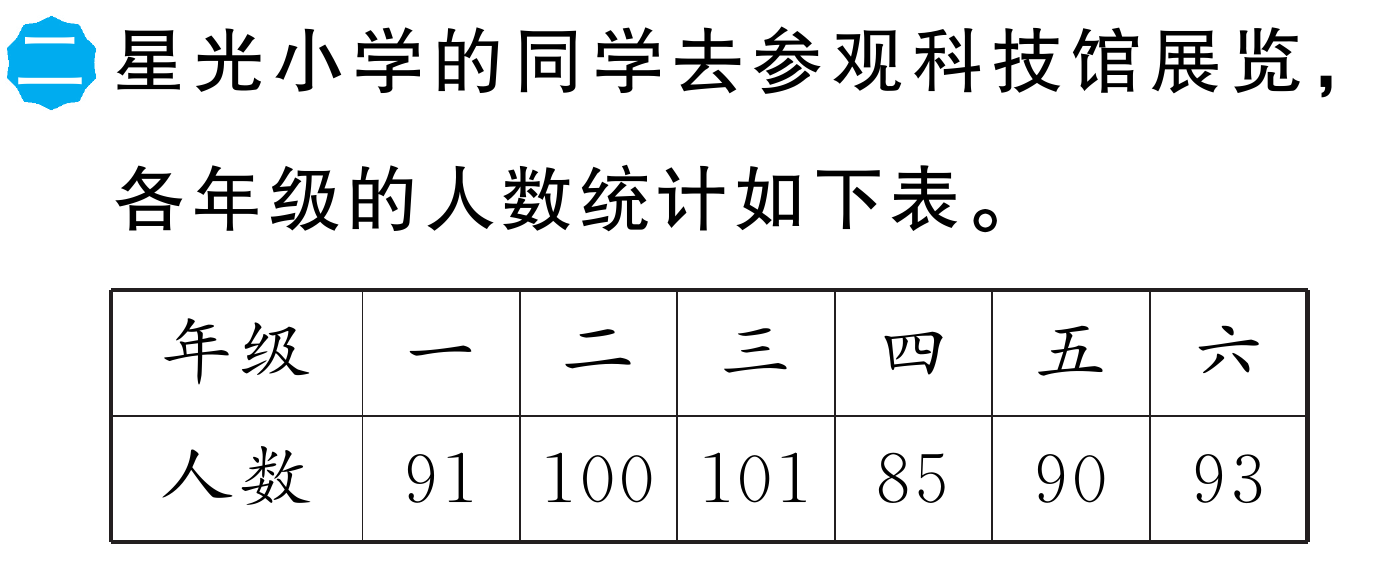 二 星光小学的同学去参观科技馆展览，
各年级的人数统计如下表。
年级 一 二 三 四 五 六
人数 91 100 101 85 90 93